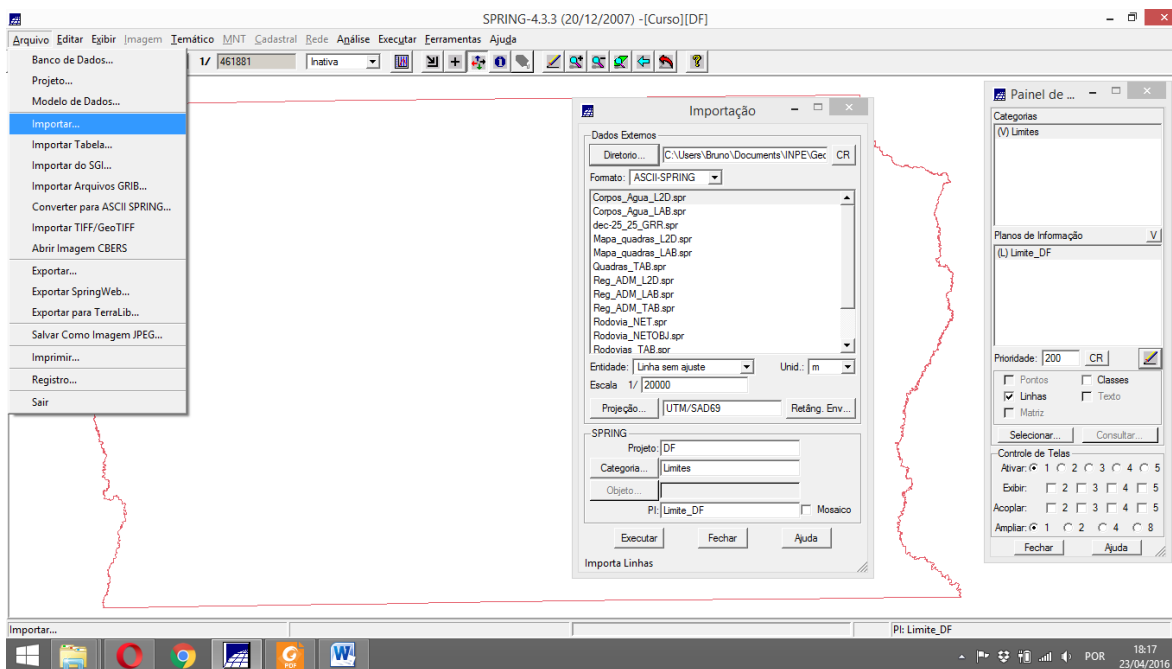 SPRING-4.3.3 (20/12/2007) -[Curso][DF]
Arquivo Editar Exibir Imagem Temático MNT Cadastral Rede Análise Executar Ferramentas Ajuda
1/ 461881 Inativa
Banco de Dados...
Projeto...
Modelo de Dados...
Importar...
Importar Tabela...
Importar do SGI...
Importar Arquivos GRIB...
Converter para ASCII SPRING...
Importar TIFF/GeoTIFF
Abrir Imagem CBERS
Exportar...
Exportar SpringWeb...
Exportar para TerraLib...
Salvar Como Imagem JPEG...
Imprimir...
Registro...
Sair
Importação
Dados Externos
Diretorio... C:\Users\Bruno\Documents\INPE\Geo CR
Formato: ASCII-SPRING
Corpos_Agua_L2D.spr
Corpos_Agua_LAB.spr
dec-25_25_GRR.spr
Mapa_quadras_L2D.spr
Mapa_quadras_LAB.spr
Quadras_TAB.spr
Reg_ADM_L2D.spr
Reg_ADM_LAB.spr
Reg_ADM_TAB.spr
Rodovia_NET.spr
Rodovia_NETOBJ.spr
Rodovias_TAB.spr
Entidade: Linha sem ajuste Unid.: m
Escala 1/ 20000
Projeção... UTM/SAD69 Retâng. Env...
SPRING
Projeto: DF
Categoria... Limites
Objeto...
PI: Limite_DF Mosaico
Executar Fechar Ajuda
Importa Linhas
Painel de ...
Categorias
(V) Limites
Planos de Informação V
(L) Limite_DF
Prioridade: 200 CR
Pontos Classes
Linhas Texto
Matriz
Selecionar... Consultar...
Controle de Telas
Ativar: 1 2 3 4 5
Exibir: 2 3 4 5
Acoplar: 2 3 4 5
Ampliar: 1 2 4 8
Fechar Ajuda
Importar... PI: Limite_DF
PDF W POR 18:17
23/04/2016